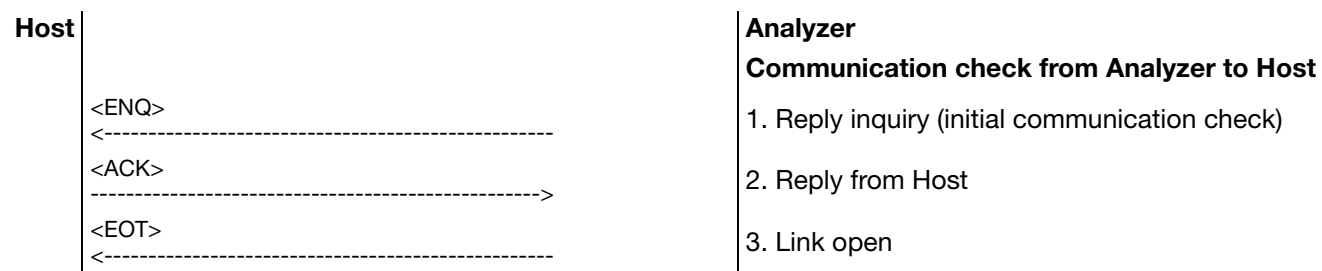 Host
Analyzer
Communication check from Analyzer to Host
<ENQ>
<--------------------------------------------------
1. Reply inquiry (initial communication check)
<ACK>
-------------------------------------------------->
2. Reply from Host
<EOT>
<--------------------------------------------------
3. Link open